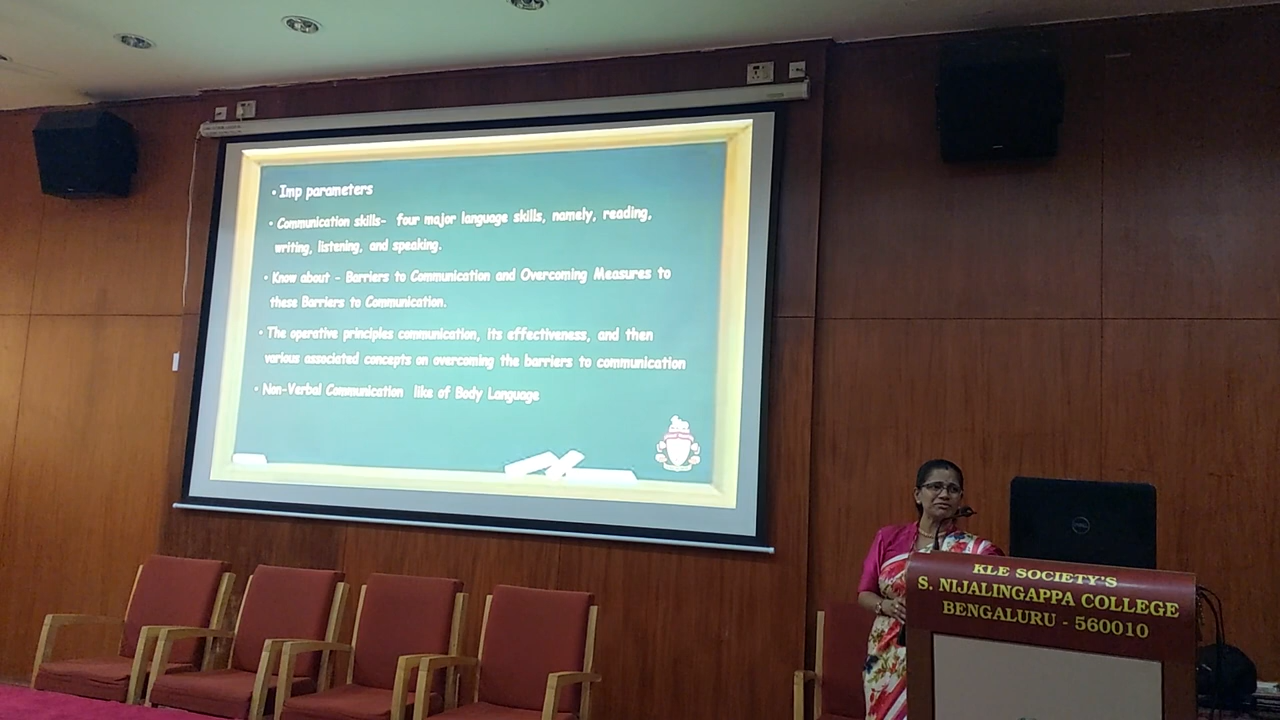 • Imp parameters
• Communication skills- four major language skills, namely, reading,
writing, listening, and speaking.
• Know about - Barriers to Communication and Overcoming Measures to
these Barriers to Communication.
• The operative principles communication, its effectiveness, and then
various associated concepts on overcoming the barriers to communication
• Non-Verbal Communication like of Body Language
DELL
KLE SOCIETY'S
S. NIJALINGAPPA COLLEGE
BENGALURU - 560010